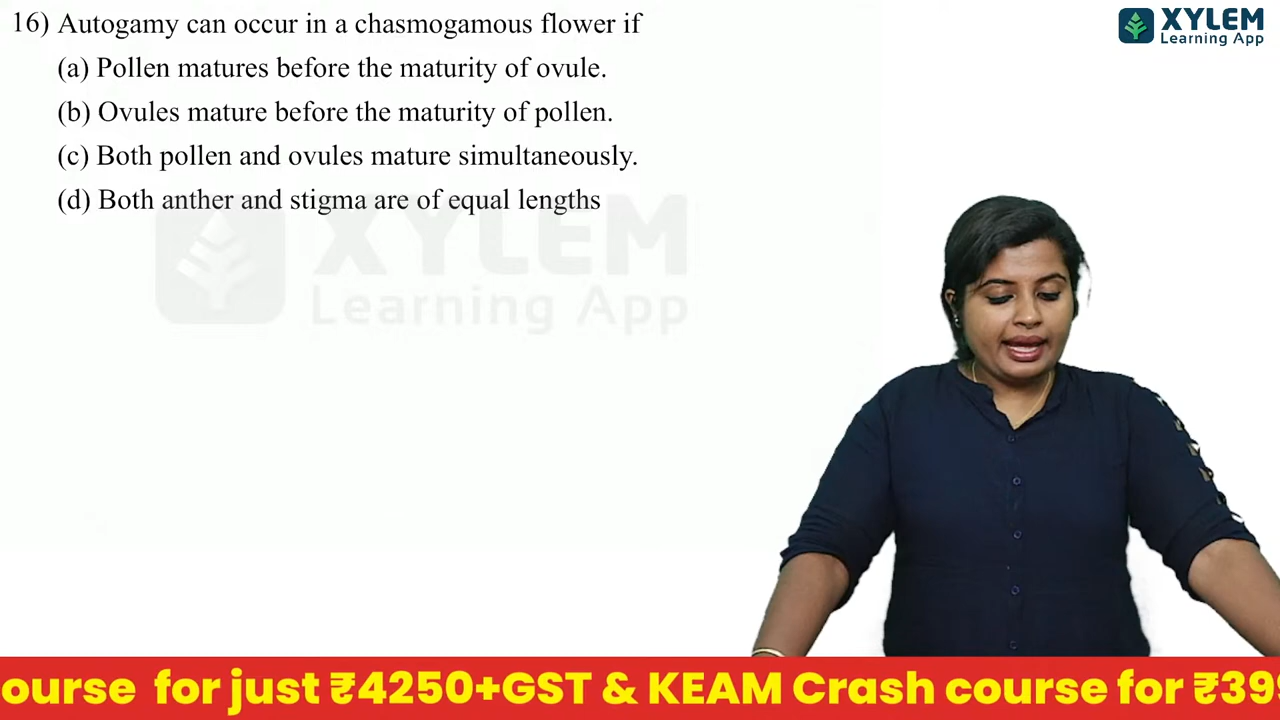 16) Autogamy can occur in a chasmogamous flower if
(a) Pollen matures before the maturity of ovule.
(b) Ovules mature before the maturity of pollen.
(c) Both pollen and ovules mature simultaneously.
(d) Both anther and stigma are of equal lengths
XYLEM
Learning App
XYLEM
Learning App
ourse for just ₹4250+GST & KEAM Crash course for ₹39